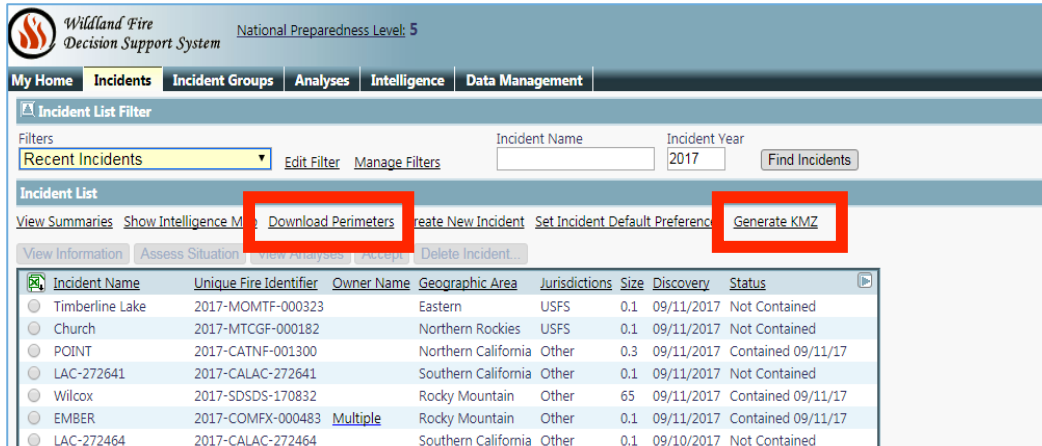 Wildland Fire
Decision Support System
National Preparedness Level: 5
My Home Incidents Incident Groups Analyses Intelligence Data Management
Incident List Filter
Filters Incident Name Incident Year
Recent Incidents Edit Filter Manage Filters 2017 Find Incidents
Incident List
View Summaries Show Intelligence Download Perimeters Create New Incident Set Incident Default Preference Generate KMZ
View Information Assess Situation View Analyses Accept Delete Incident...
Incident Name Unique Fire Identifier Owner Name Geographic Area Jurisdictions Size Discovery Status
Timberline Lake 2017-MOMTF-000323 Eastern USFS 0.1 09/11/2017 Not Contained
Church 2017-MTCGF-000182 Northern Rockies USFS 0.1 09/11/2017 Not Contained
POINT 2017-CATNF-001300 Northern California Other 0.3 09/11/2017 Contained 09/11/17
LAC-272641 2017-CALAC-272641 Southern California Other 0.1 09/11/2017 Not Contained
Wilcox 2017-SDSDS-170832 Rocky Mountain Other 65 09/11/2017 Contained 09/11/17
EMBER 2017-COMFX-000483 Multiple Rocky Mountain Other 0.1 09/11/2017 Contained 09/11/17
LAC-272464 2017-CALAC-272464 Southern California Other 0.1 09/10/2017 Not Contained